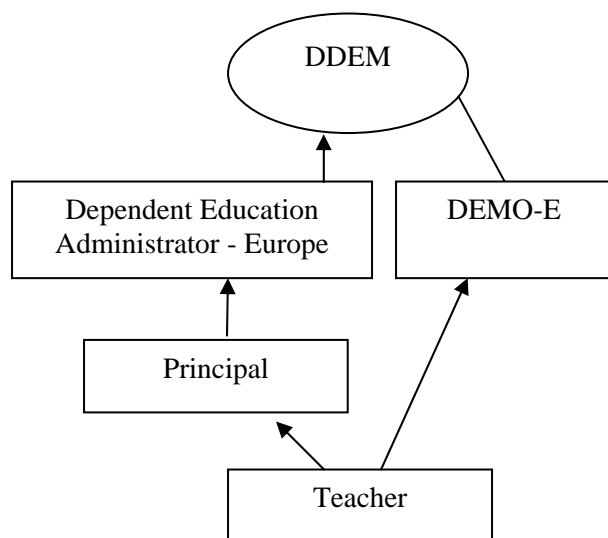 DDEM
Dependent Education
Administrator - Europe
DEMO-E
Principal
Teacher